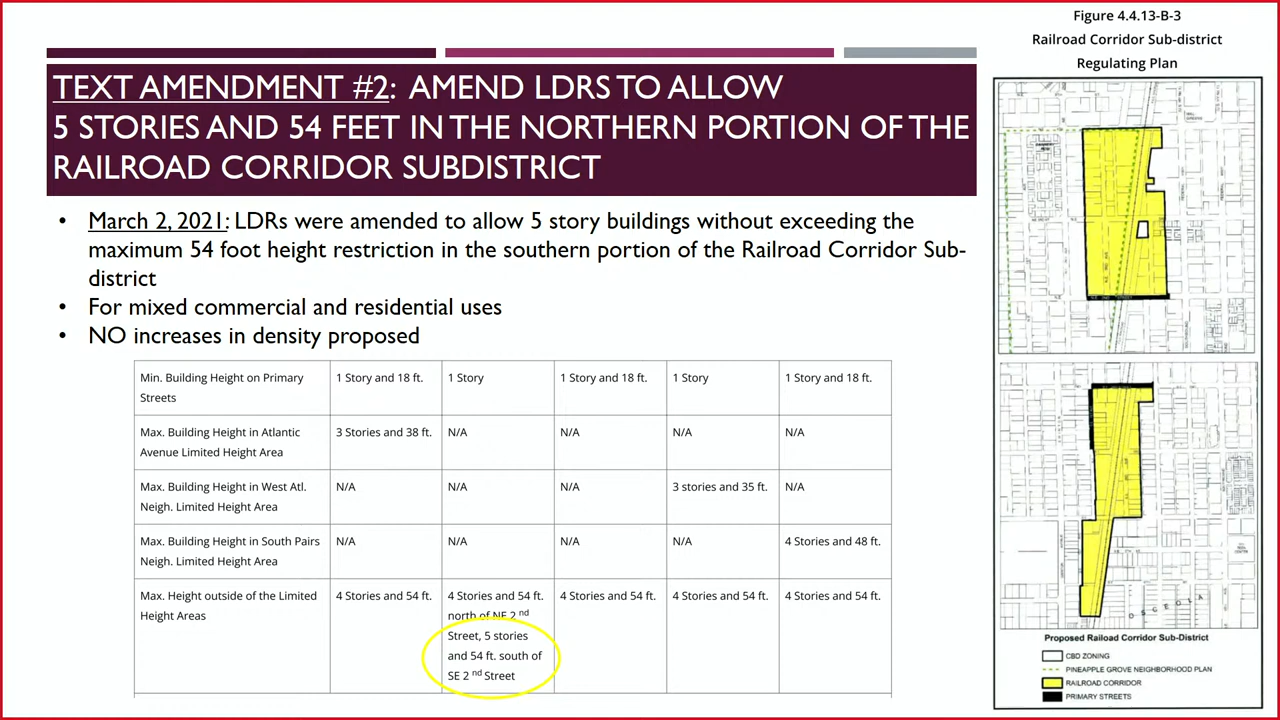 TEXT AMENDMENT #2: AMEND LDRS TO ALLOW
5 STORIES AND 54 FEET IN THE NORTHERN PORTION OF THE
RAILROAD CORRIDOR SUBDISTRICT
• March 2, 2021: LDRs were amended to allow 5 story buildings without exceeding the
maximum 54 foot height restriction in the southern portion of the Railroad Corridor Sub-
district
• For mixed commercial and residential uses
• NO increases in density proposed
Min. Building Height on Primary
Streets
1 Story and 18 ft.
1 Story
1 Story and 18 ft.
1 Story
1 Story and 18 ft.
Max. Building Height in Atlantic
Avenue Limited Height Area
3 Stories and 38 ft.
N/A
N/A
N/A
N/A
Max. Building Height in West Atl.
Neigh. Limited Height Area
N/A
N/A
N/A
3 stories and 35 ft.
N/A
Max. Building Height in South Pairs
Neigh. Limited Height Area
N/A
N/A
N/A
N/A
4 Stories and 48 ft.
Max. Height outside of the Limited
Height Areas
4 Stories and 54 ft.
4 Stories and 54 ft.
north of NE 2 nd
Street, 5 stories
and 54 ft. south of
SE 2 nd Street
4 Stories and 54 ft.
4 Stories and 54 ft.
4 Stories and 54 ft.
Figure 4.4.13-B-3
Railroad Corridor Sub-district
Regulating Plan
OSCEOLA
Proposed Raiload Corridor Sub-District
CBD ZONING
PINEAPPLE GROVE NEIGHBORHOOD PLAN
RAILROAD CORRIDOR
PRIMARY STREETS